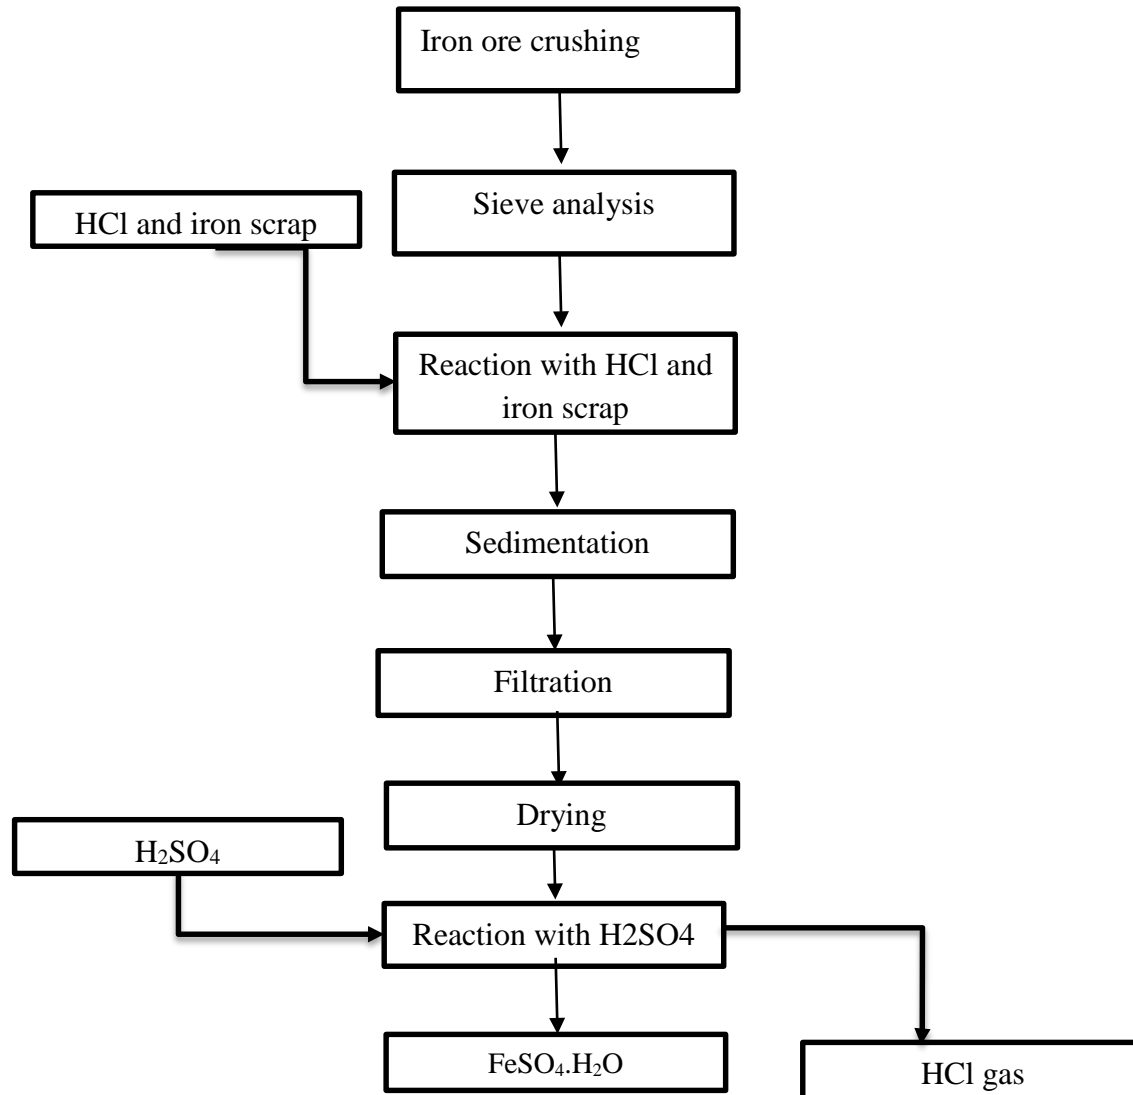 Iron ore crushing
Sieve analysis
HCl and iron scrap
Reaction with HCl and
iron scrap
Sedimentation
Filtration
Drying
H₂SO₄
Reaction with H2SO4
FeSO₄.H₂O
HCl gas